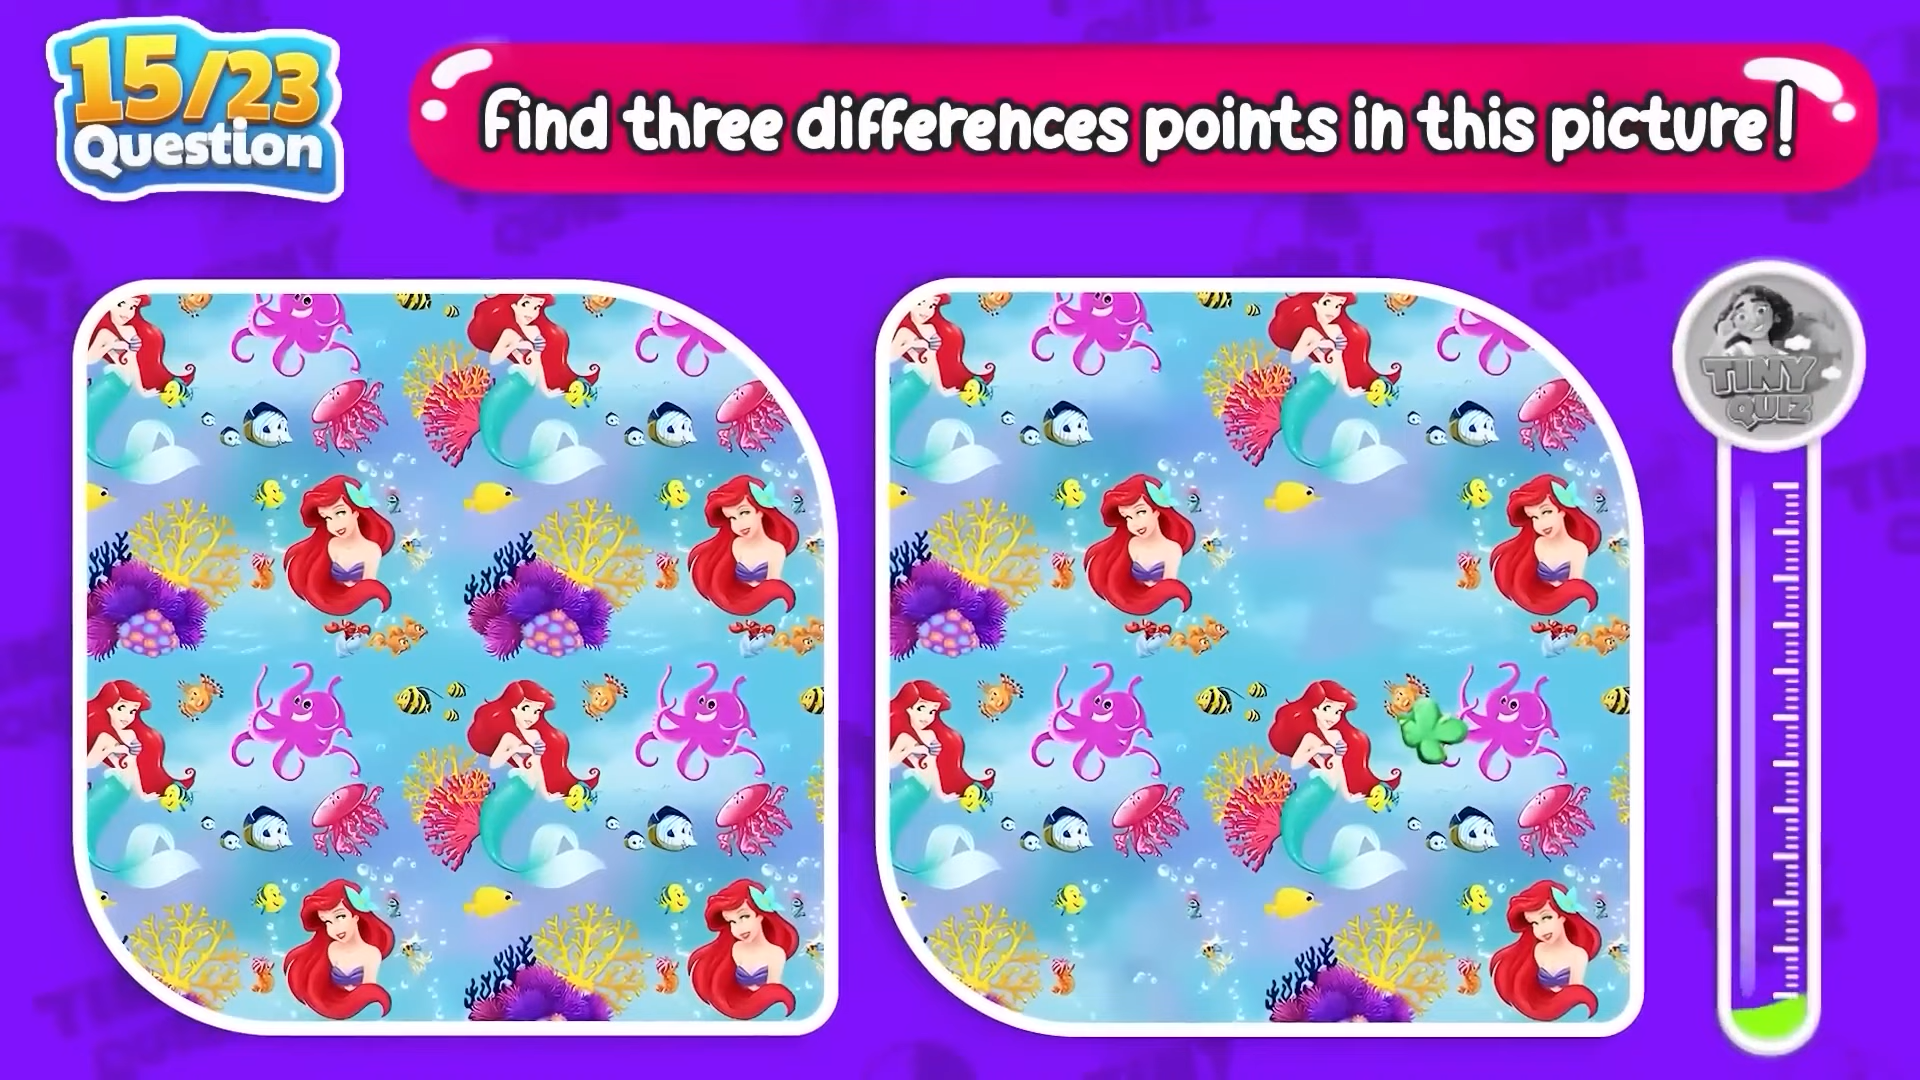 15/23
Question
Find three differences points in this picture!
TINY
QUIZ